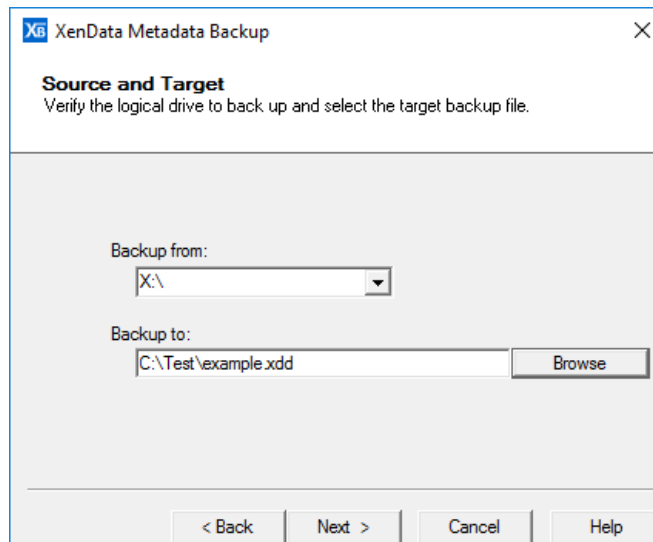 XB XenData Metadata Backup
Source and Target
Verify the logical drive to back up and select the target backup file.
Backup from:
X:\
Backup to:
C:\Test\example.xdd
Browse
< Back
Next >
Cancel
Help